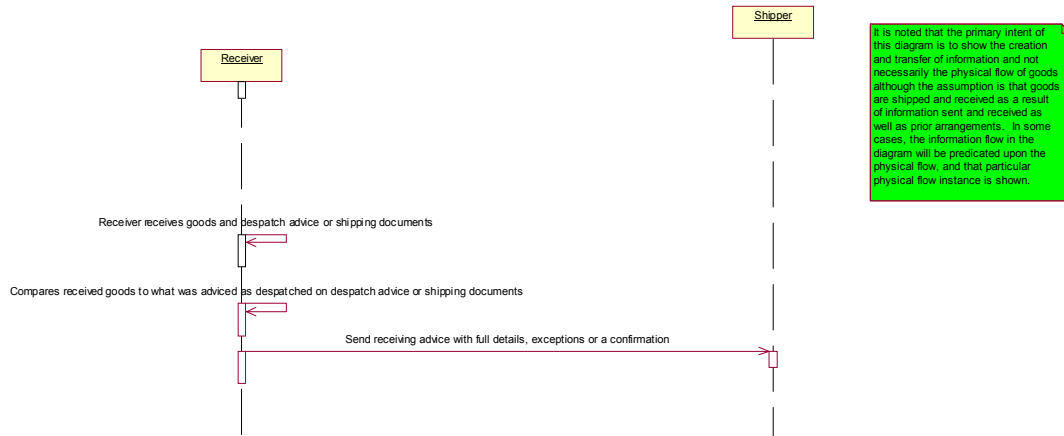 Shipper
Receiver
It is noted that the primary intent of
this diagram is to show the creation
and transfer of information and not
necessarily the physical flow of goods
although the assumption is that goods
are shipped and received as a result
of information sent and received as
well as prior arrangements. In some
cases, the information flow in the
diagram will be predicated upon the
physical flow, and that particular
physical flow instance is shown.
Receiver receives goods and despatch advice or shipping documents
Compares received goods to what was adviced as despatched on despatch advice or shipping documents
Send receiving advice with full details, exceptions or a confirmation